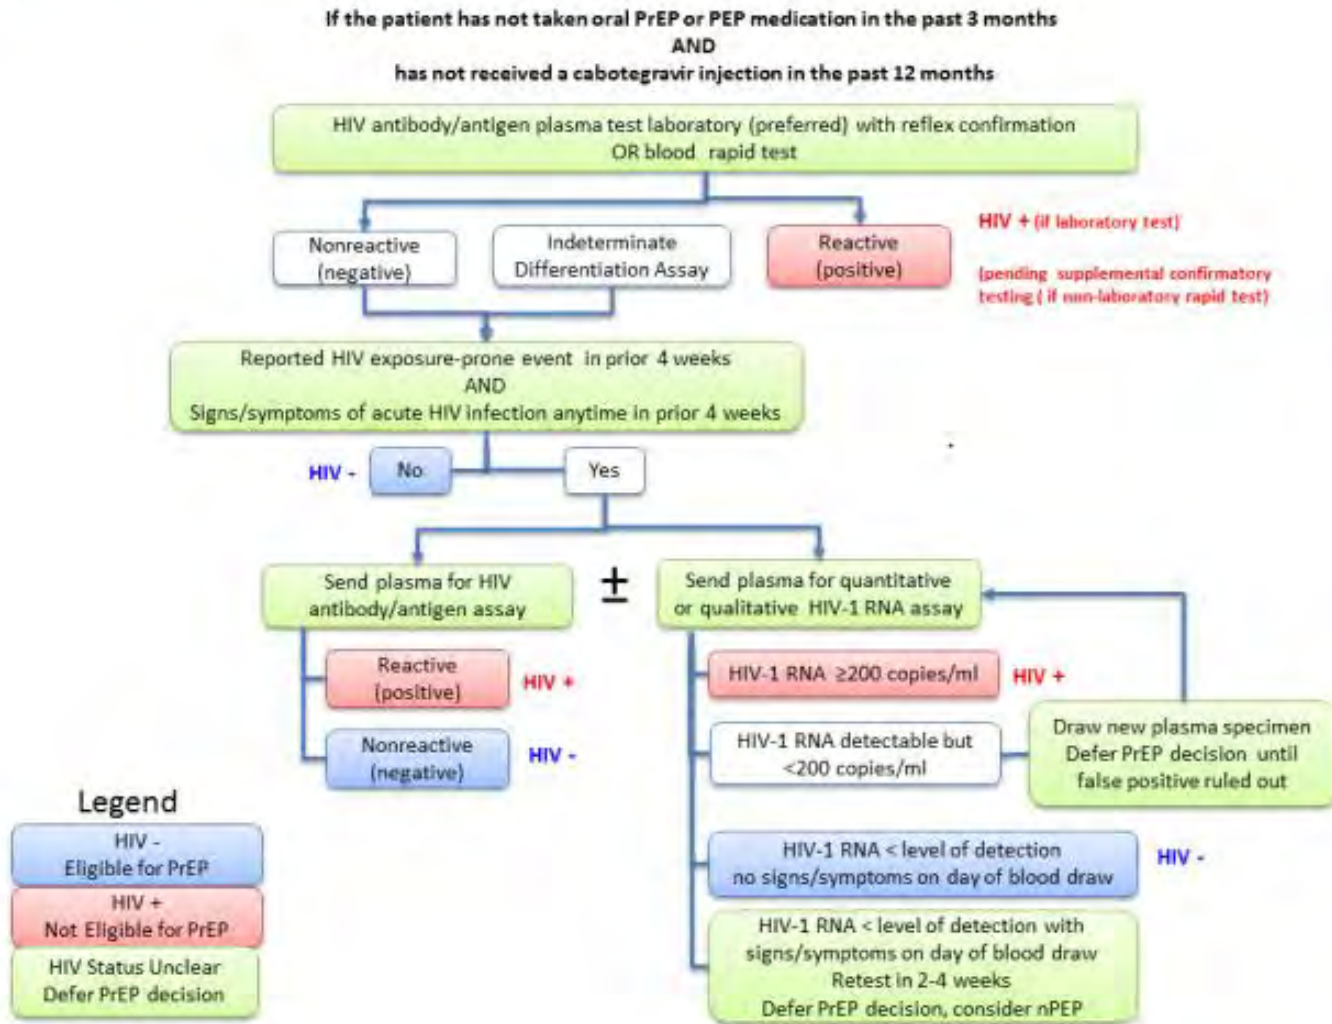 If the patient has not taken oral PrEP or PEP medication in the past 3 months
AND
has not received a cabotegravir injection in the past 12 months
HIV antibody/antigen plasma test laboratory (preferred) with reflex confirmation
OR blood rapid test
Nonreactive
(negative)
Indeterminate
Differentiation Assay
Reactive
(positive)
HIV + (if laboratory test)
(pending supplemental confirmatory
testing ( if non-laboratory rapid test)
Reported HIV exposure-prone event in prior 4 weeks
AND
Signs/symptoms of acute HIV infection anytime in prior 4 weeks
HIV -
No
Yes
Send plasma for HIV
antibody/antigen assay
±
Send plasma for quantitative
or qualitative HIV-1 RNA assay
Reactive
(positive)
HIV +
Nonreactive
(negative)
HIV -
HIV-1 RNA ≥200 copies/ml
HIV +
HIV-1 RNA detectable but
<200 copies/ml
Draw new plasma specimen
Defer PrEP decision until
false positive ruled out
HIV-1 RNA < level of detection
no signs/symptoms on day of blood draw
HIV -
HIV-1 RNA < level of detection with
signs/symptoms on day of blood draw
Retest in 2-4 weeks
Defer PrEP decision, consider nPEP
Legend
HIV -
Eligible for PrEP
HIV +
Not Eligible for PrEP
HIV Status Unclear
Defer PrEP decision